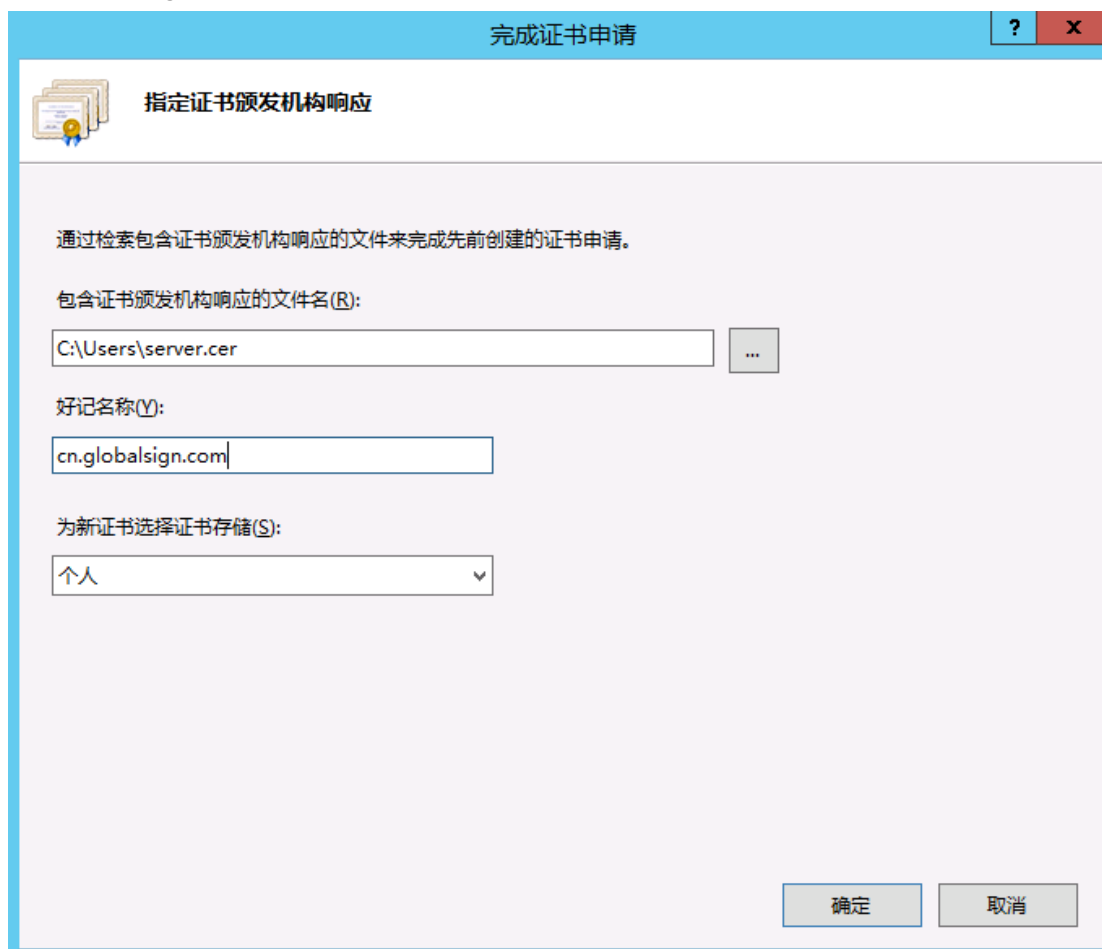 完成证书申请
? x
指定证书颁发机构响应
通过检索包含证书颁发机构响应的文件来完成先前创建的证书申请。
包含证书颁发机构响应的文件名(R):
C:\Users\server.cer
...
好记名称(Y):
cn.globalsign.com
为新证书选择证书存储(S):
个人
确定 取消